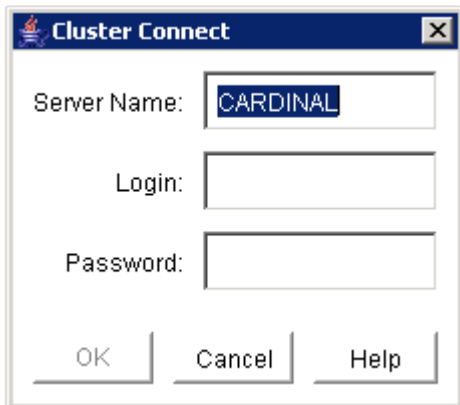 Cluster Connect
Server Name: CARDINAL
Login:
Password:
OK Cancel Help